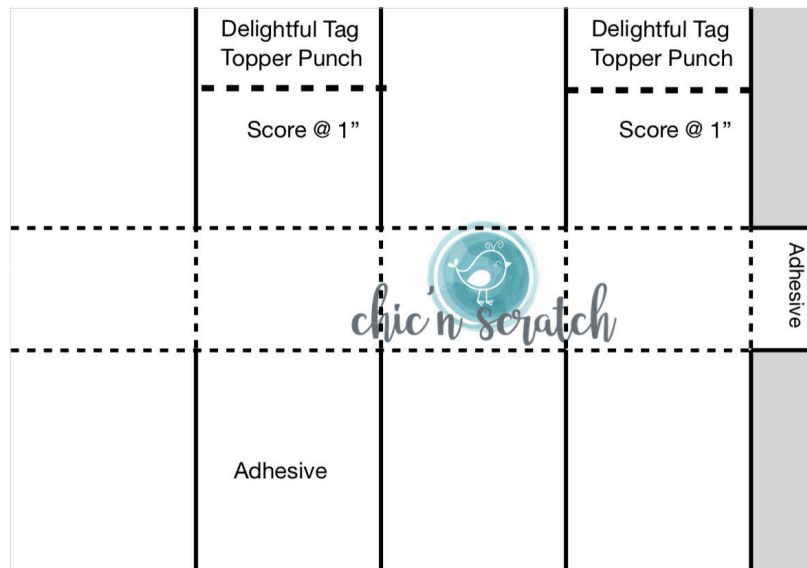 Delightful Tag
Topper Punch
Score @ 1”
Delightful Tag
Topper Punch
Score @ 1”
chic'n scratch
Adhesive
Adhesive